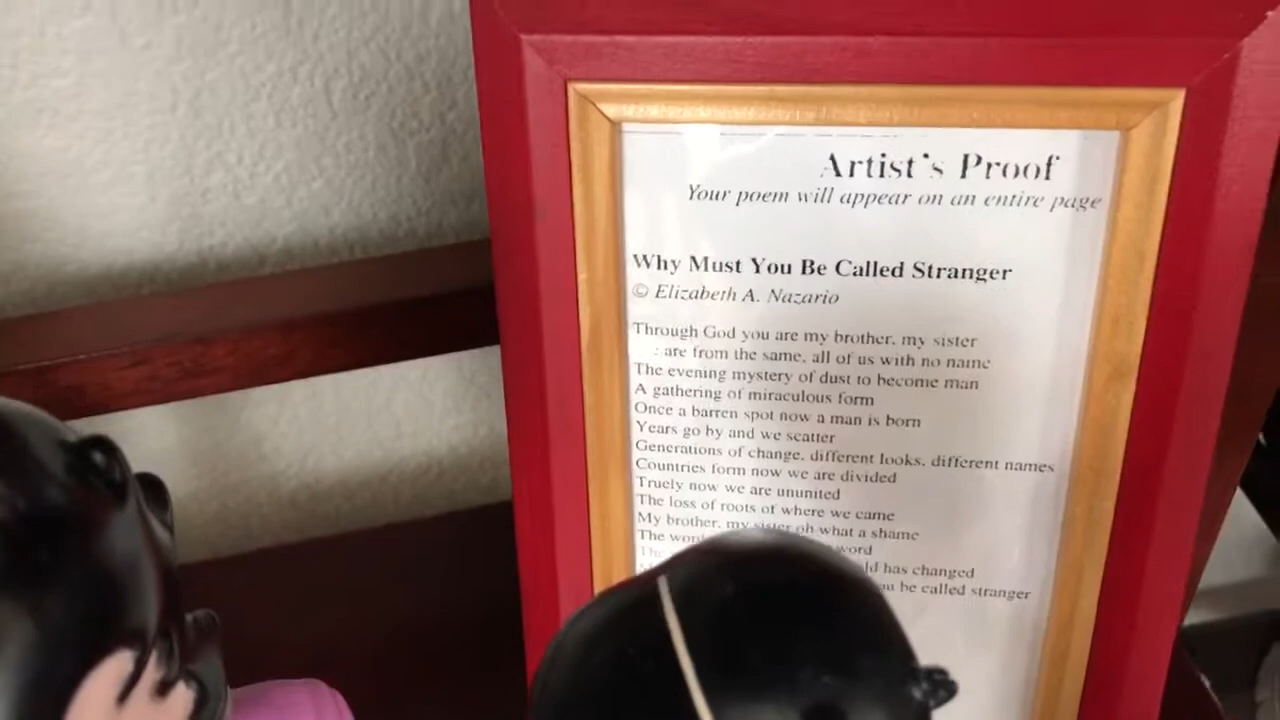 Artist's Proof
Your poem will appear on an entire page
Why Must You Be Called Stranger
© Elizabeth A. Nazario
Through God you are my brother, my sister
are from the same, all of us with no name
The evening mystery of dust to become man
A gathering of miraculous form
Once a barren spot now a man is born
Years go by and we scatter
Generations of change, different looks, different names
Countries form now we are divided
Truely now we are ununited
The loss of roots of where we came
My brother, my sister oh what a shame
The word
The has changed
be called stranger